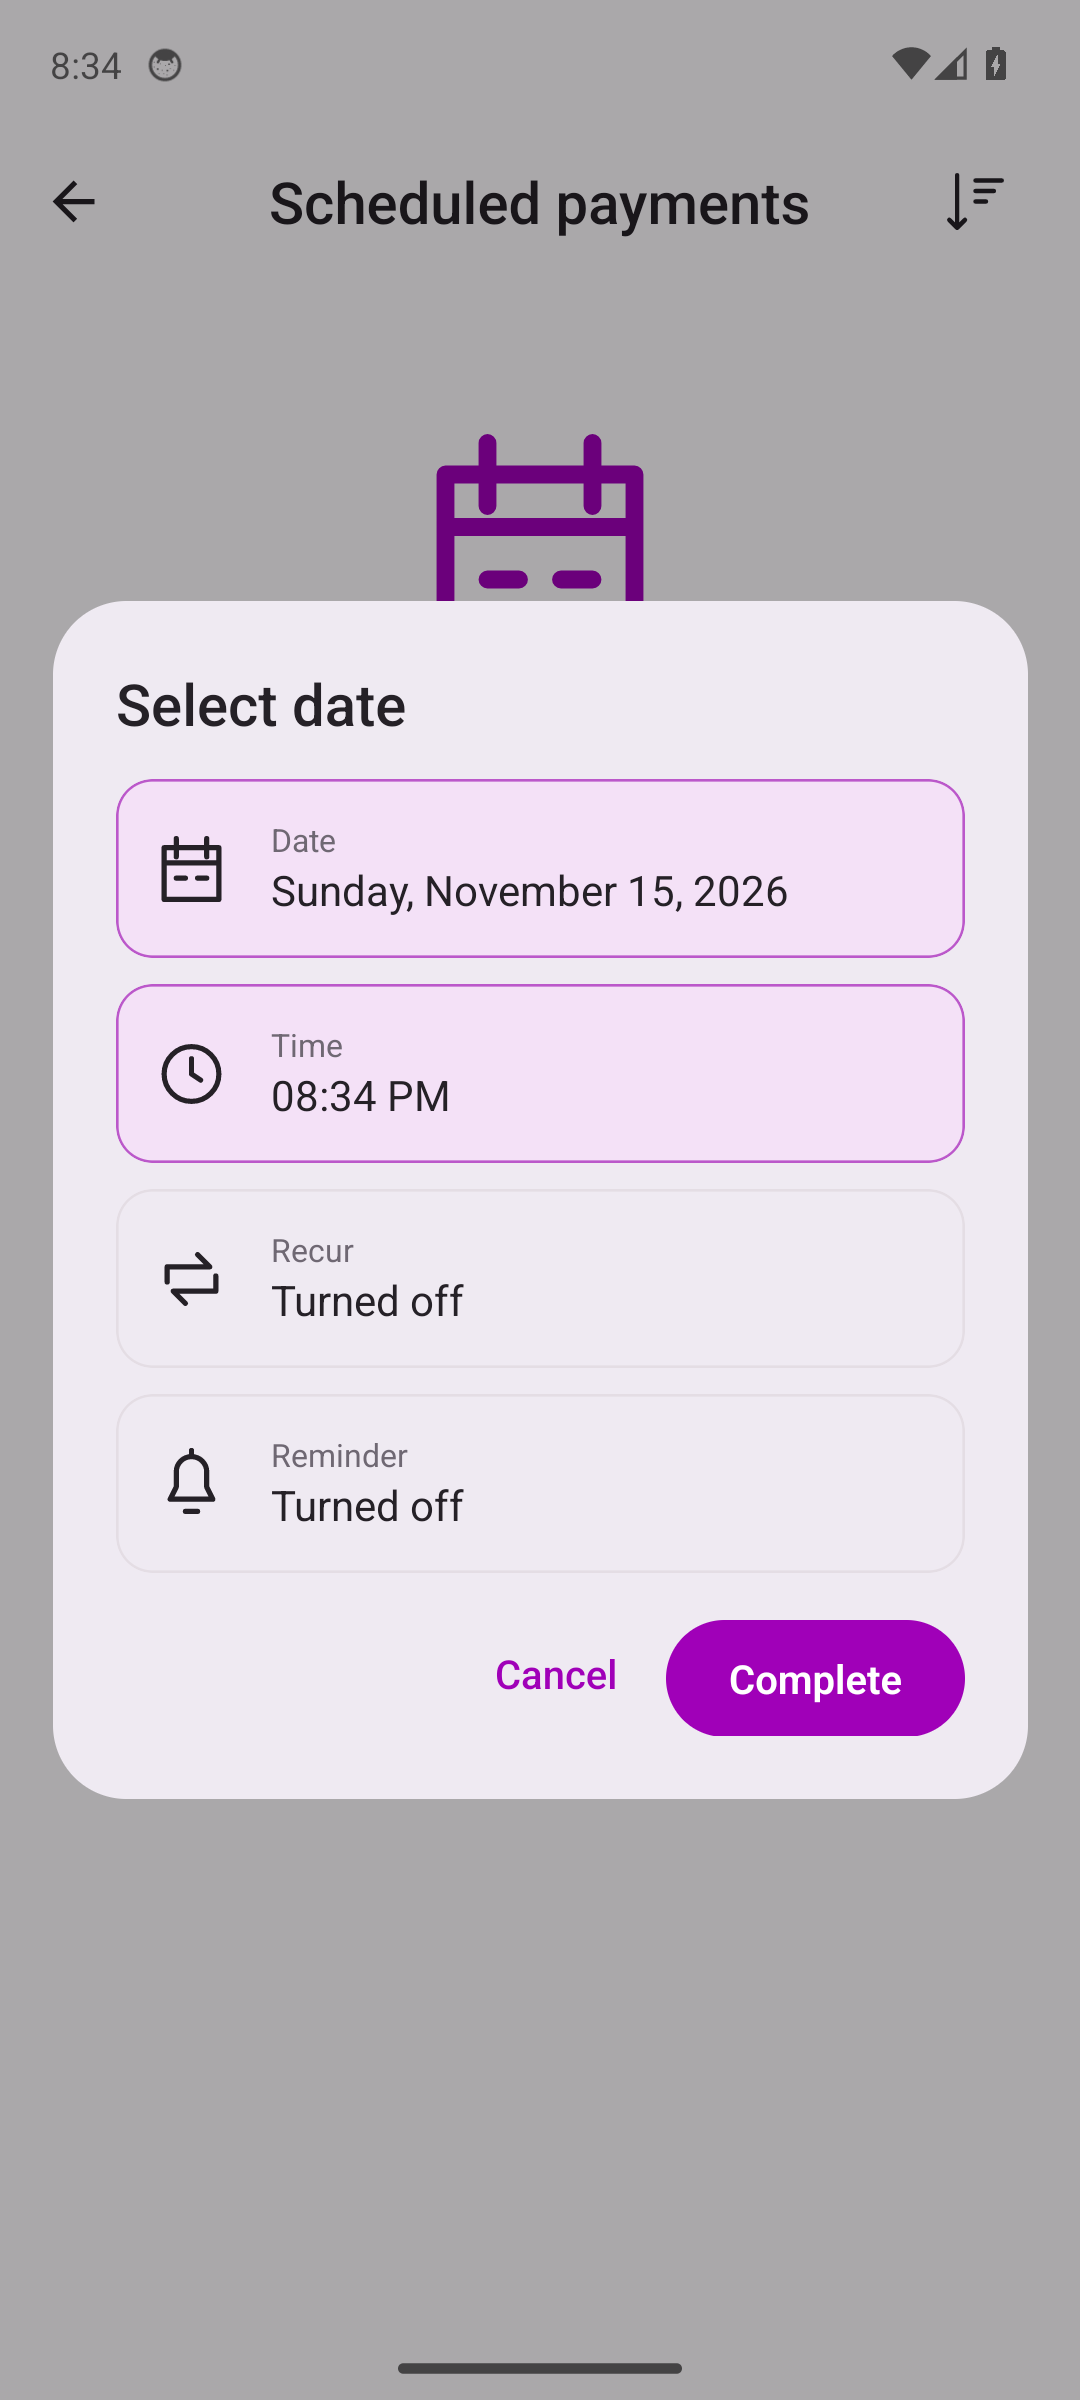 8:34
Scheduled payments
Select date
Date
Sunday, November 15, 2026
Time
08:34 PM
Recur
Turned off
Reminder
Turned off
Cancel
Complete